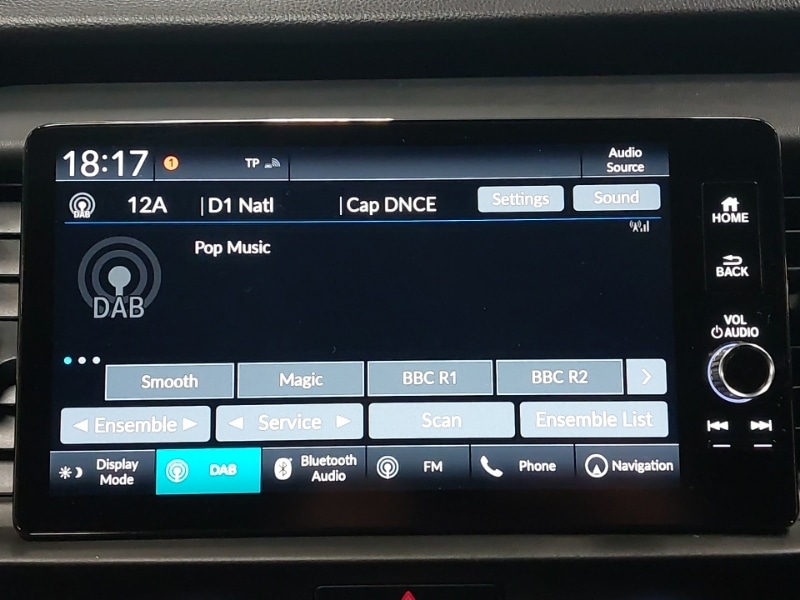 18:17 1 TP Audio Source
DAB 12A |D1 Natl |Cap DNCE Settings Sound
Pop Music
DAB
Smooth Magic BBC R1 BBC R2
Ensemble Service Scan Ensemble List
Display Mode DAB Bluetooth Audio FM Phone Navigation
HOME
BACK
VOL
AUDIO